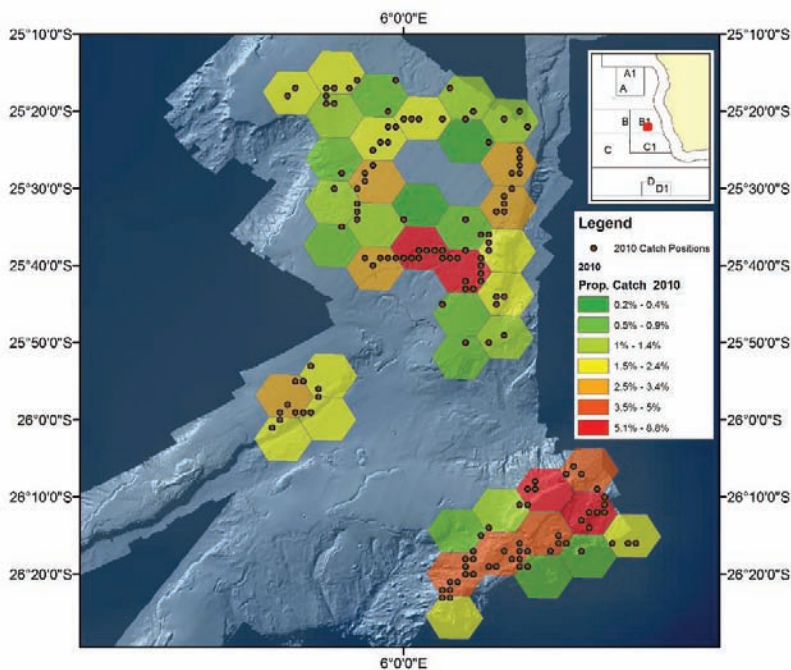 6°0'0"E
25°10'0"S
25°10'0"S
25°20'0"S
25°20'0"S
25°30'0"S
25°30'0"S
25°40'0"S
25°40'0"S
25°50'0"S
25°50'0"S
26°0'0"S
26°0'0"S
26°10'0"S
26°10'0"S
26°20'0"S
26°20'0"S
6°0'0"E
A1
A
B
B1
C
C1
D
D1
Legend
2010 Catch Positions
2010
Prop. Catch 2010
0.2% - 0.4%
0.5% - 0.9%
1% - 1.4%
1.5% - 2.4%
2.5% - 3.4%
3.5% - 5%
5.1% - 8.8%